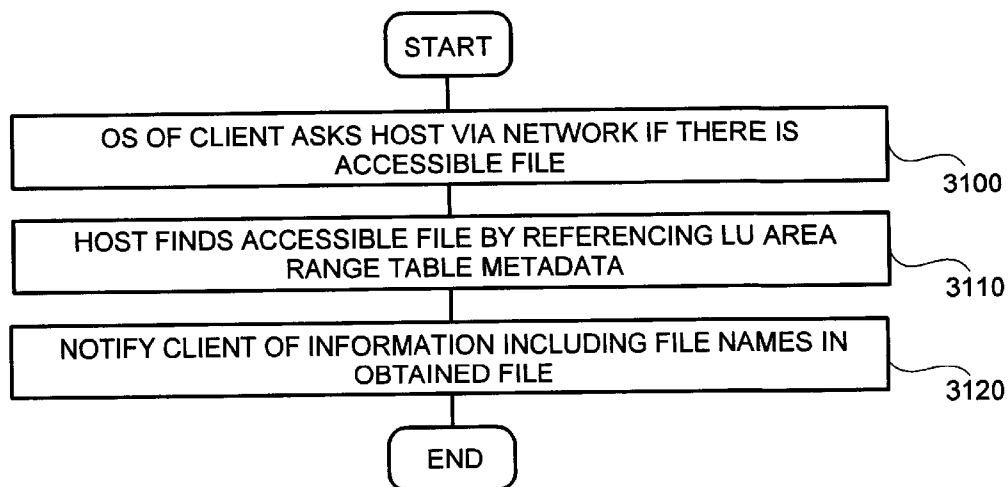 START
OS OF CLIENT ASKS HOST VIA NETWORK IF THERE IS
ACCESSIBLE FILE
3100
HOST FINDS ACCESSIBLE FILE BY REFERENCING LU AREA
RANGE TABLE METADATA
3110
NOTIFY CLIENT OF INFORMATION INCLUDING FILE NAMES IN
OBTAINED FILE
3120
END